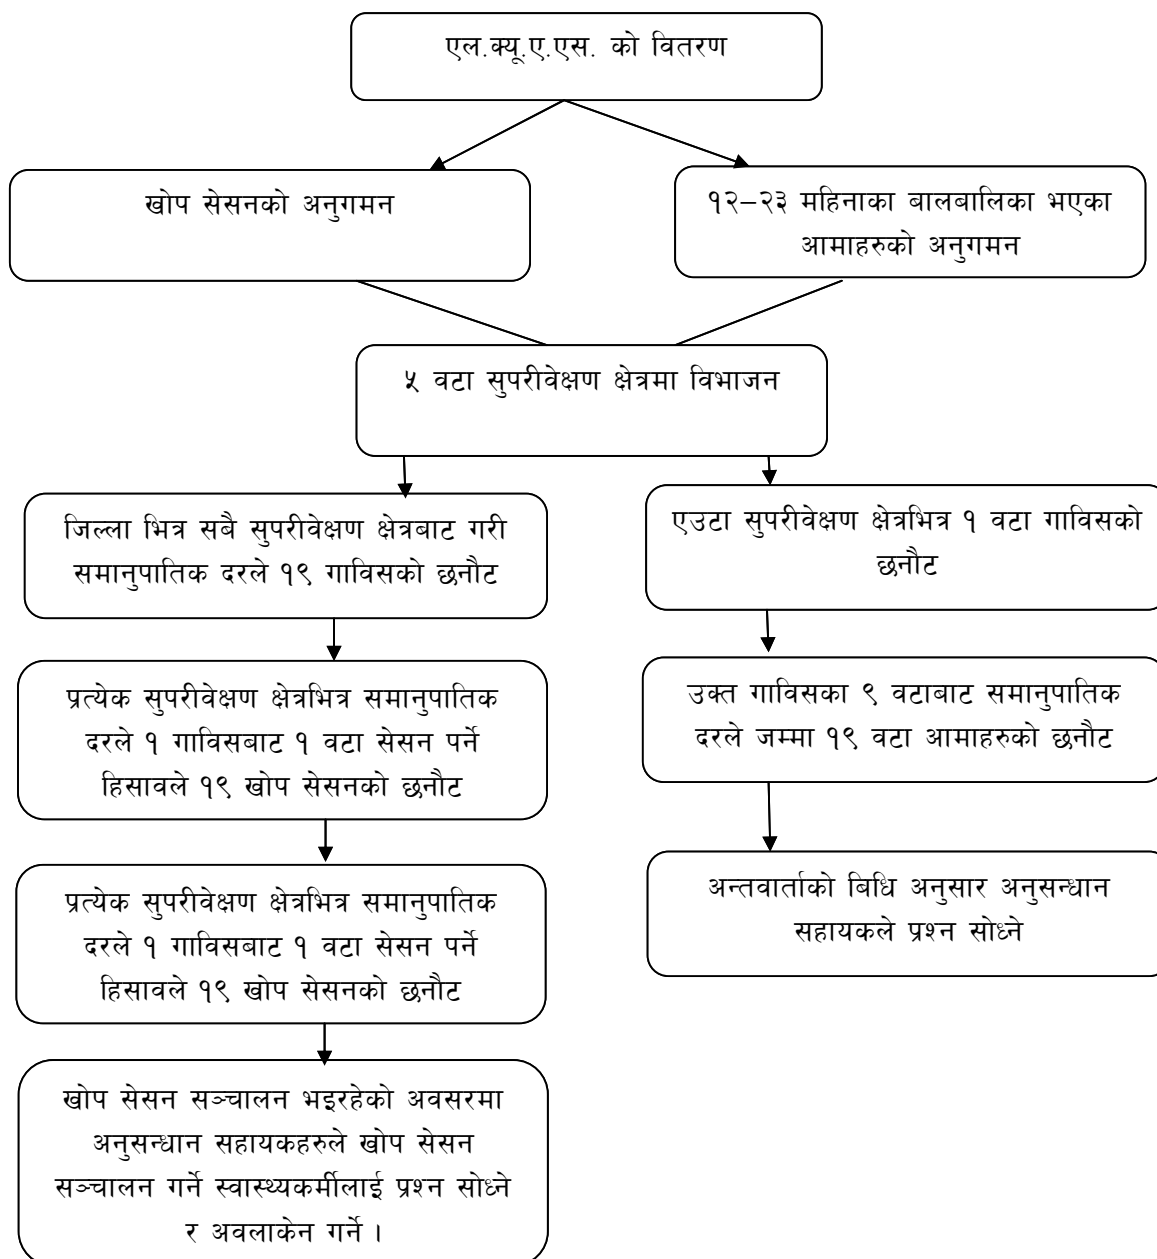 एल.क्यू.ए.एस. को वितरण
खोप सेसनको अनुगमन
१२–२३ महिनाका बालबालिका भएका
आमाहरुको अनुगमन
५ वटा सुपरीवेक्षण क्षेत्रमा विभाजन
जिल्ला भित्र सबै सुपरीवेक्षण क्षेत्रबाट गरी
समानुपातिक दरले १९ गाविसको छनौट
प्रत्येक सुपरीवेक्षण क्षेत्रभित्र समानुपातिक
दरले १ गाविसबाट १ वटा सेसन पर्ने
हिसावले १९ खोप सेसनको छनौट
प्रत्येक सुपरीवेक्षण क्षेत्रभित्र समानुपातिक
दरले १ गाविसबाट १ वटा सेसन पर्ने
हिसावले १९ खोप सेसनको छनौट
खोप सेसन सञ्चालन भइरहेको अवसरमा
अनुसन्धान सहायकहरुले खोप सेसन
सञ्चालन गर्ने स्वास्थ्यकर्मीलाई प्रश्न सोध्ने
र अवलाकेन गर्ने ।
एउटा सुपरीवेक्षण क्षेत्रभित्र १ वटा गाविसको
छनौट
उक्त गाविसका ९ वटाबाट समानुपातिक
दरले जम्मा १९ वटा आमाहरुको छनौट
अन्तवार्ताको बिधि अनुसार अनुसन्धान
सहायकले प्रश्न सोध्ने